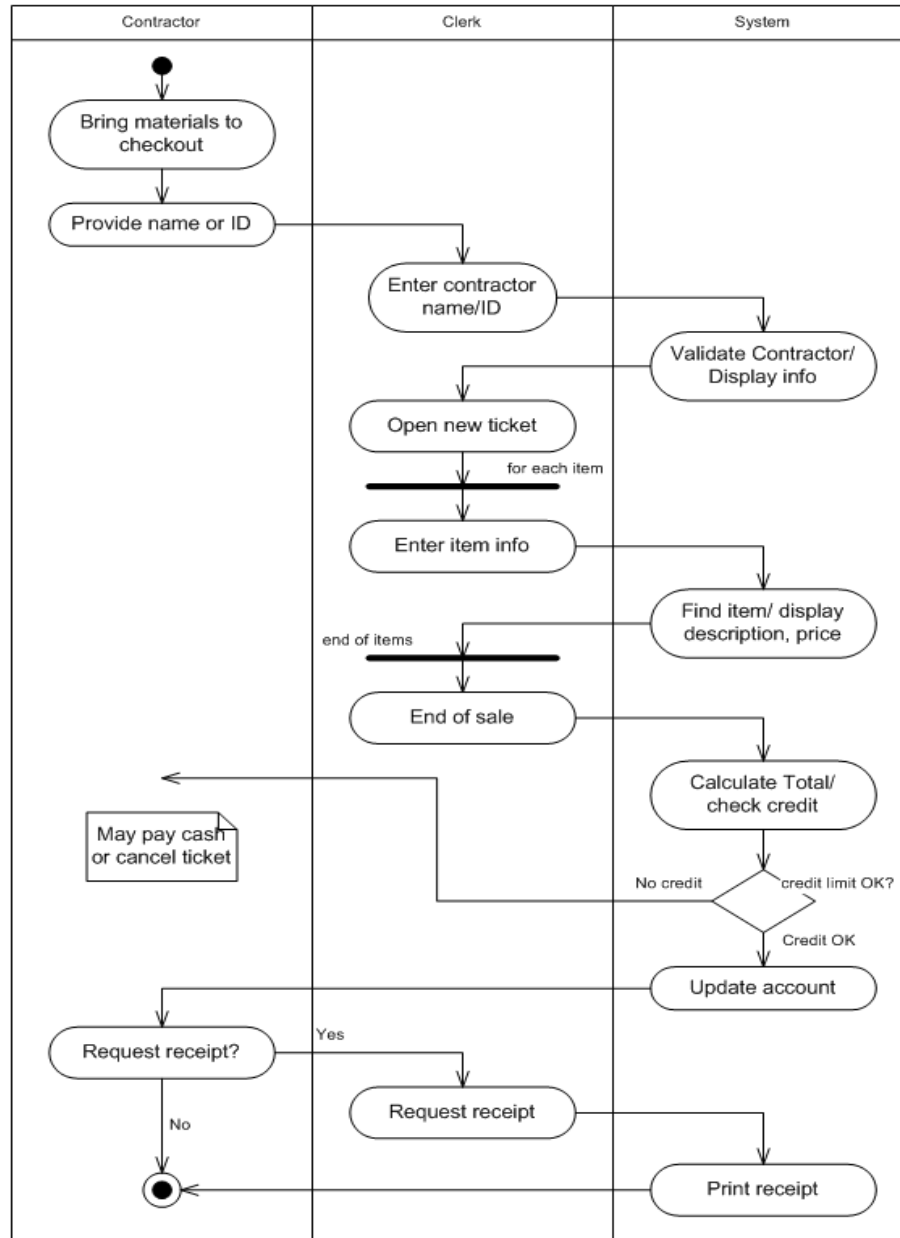 Contractor
Clerk
System
Bring materials to
checkout
Provide name or ID
Enter contractor
name/ID
Validate Contractor/
Display info
Open new ticket
for each item
Enter item info
Find item/ display
description, price
end of items
End of sale
Calculate Total/
check credit
May pay cash
or cancel ticket
No credit
credit limit OK?
Credit OK
Update account
Request receipt?
Yes
Request receipt
No
Print receipt